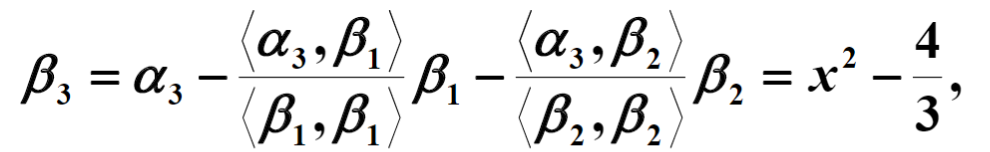 β₃ = α₃ − ⟨α₃, β₁⟩/⟨β₁, β₁⟩ β₁ − ⟨α₃, β₂⟩/⟨β₂, β₂⟩ β₂ = x² − 4/3,